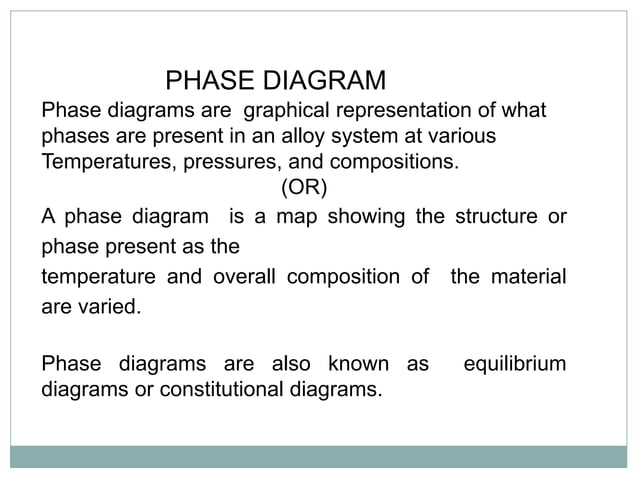 PHASE DIAGRAM
Phase diagrams are graphical representation of what
phases are present in an alloy system at various
Temperatures, pressures, and compositions.
(OR)
A phase diagram is a map showing the structure or
phase present as the
temperature and overall composition of the material
are varied.
Phase diagrams are also known as equilibrium
diagrams or constitutional diagrams.